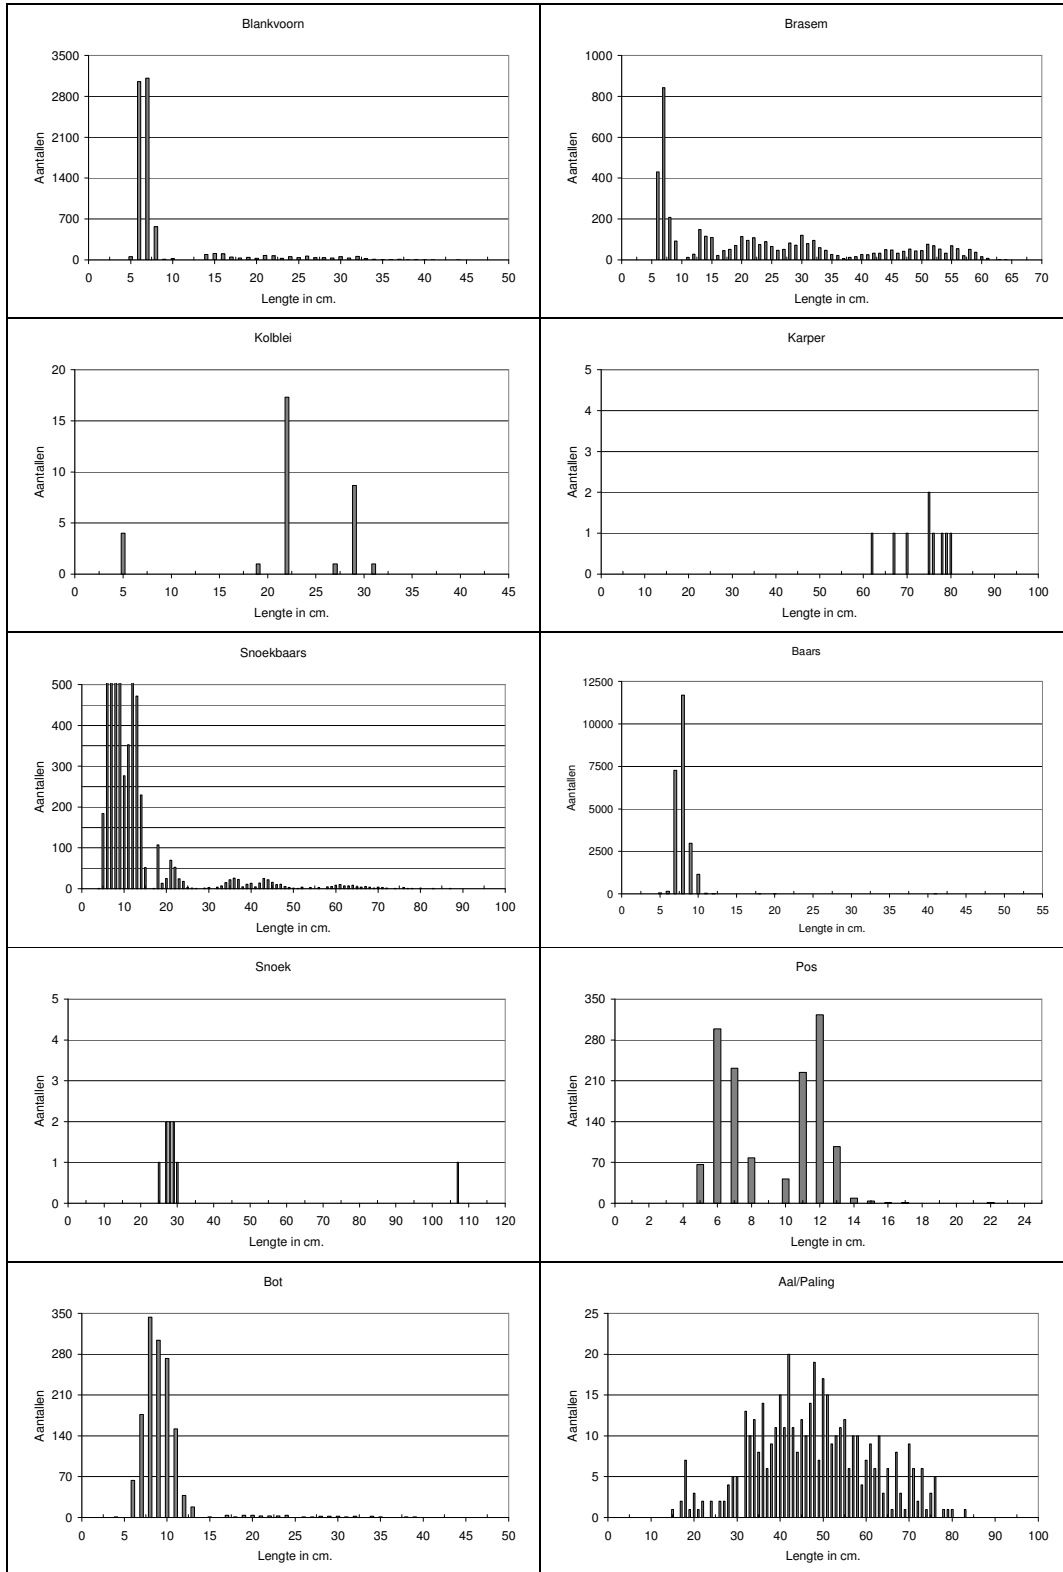 Blankvoorn
3500
2800
2100
1400
700
0
Aantallen
0 5 10 15 20 25 30 35 40 45 50
Lengte in cm.
Brasem
1000
800
600
400
200
0
Aantallen
0 5 10 15 20 25 30 35 40 45 50 55 60 65 70
Lengte in cm.
Kolblei
20
15
10
5
0
Aantallen
0 5 10 15 20 25 30 35 40 45
Lengte in cm.
Karper
5
4
3
2
1
0
Aantallen
0 10 20 30 40 50 60 70 80 90 100
Lengte in cm.
Snoekbaars
500
400
300
200
100
0
Aantallen
0 10 20 30 40 50 60 70 80 90 100
Lengte in cm.
Baars
12500
10000
7500
5000
2500
0
Aantallen
0 5 10 15 20 25 30 35 40 45 50 55
Lengte in cm.
Snoek
5
4
3
2
1
0
Aantallen
0 10 20 30 40 50 60 70 80 90 100 110 120
Lengte in cm.
Pos
350
280
210
140
70
0
Aantallen
0 2 4 6 8 10 12 14 16 18 20 22 24
Lengte in cm.
Bot
350
280
210
140
70
0
Aantallen
0 5 10 15 20 25 30 35 40 45 50
Lengte in cm.
Aal/Paling
25
20
15
10
5
0
Aantallen
0 10 20 30 40 50 60 70 80 90 100
Lengte in cm.